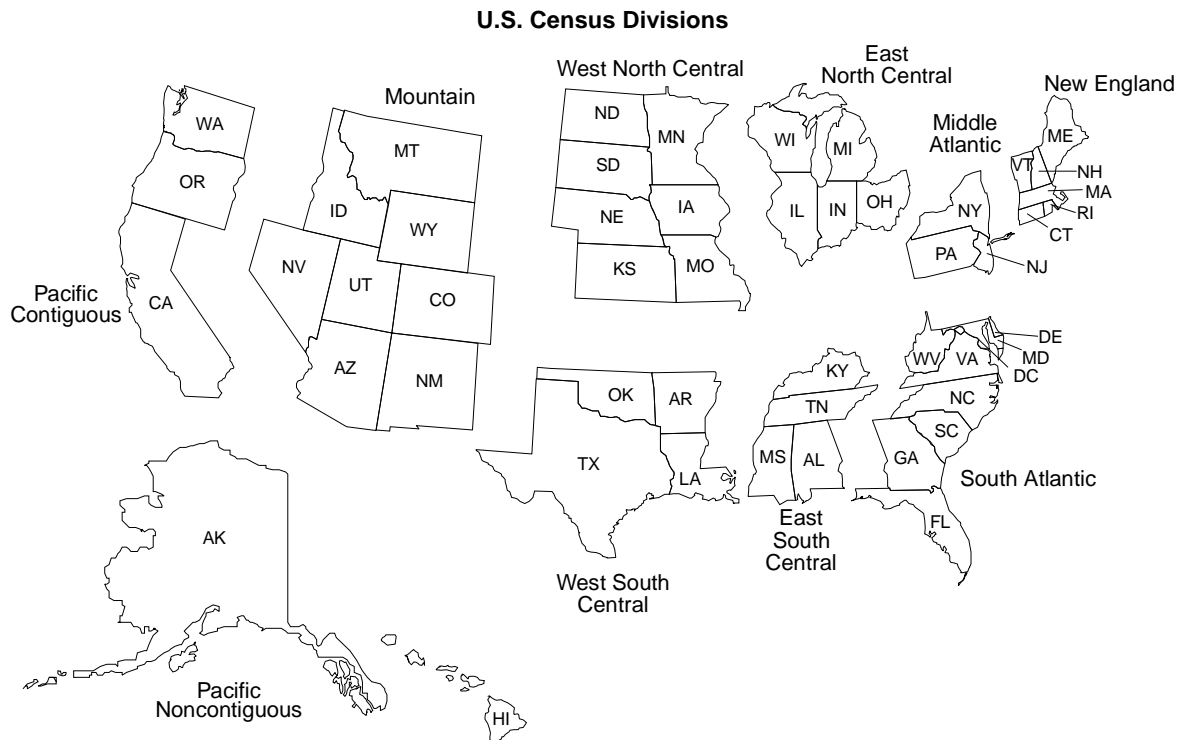 U.S. Census Divisions
West North Central
East
North Central
New England
Mountain
Middle
Atlantic
WA
OR
CA
Pacific
Contiguous
MT
ID
WY
NV
UT
CO
AZ
NM
ND
MN
SD
IA
NE
KS
MO
WI
MI
IL
IN
OH
ME
VT
NH
MA
RI
CT
NY
PA
NJ
OK
AR
TX
LA
West South
Central
KY
TN
MS
AL
East
South
Central
DE
MD
DC
WV
VA
NC
SC
GA
FL
South Atlantic
AK
HI
Pacific
Noncontiguous